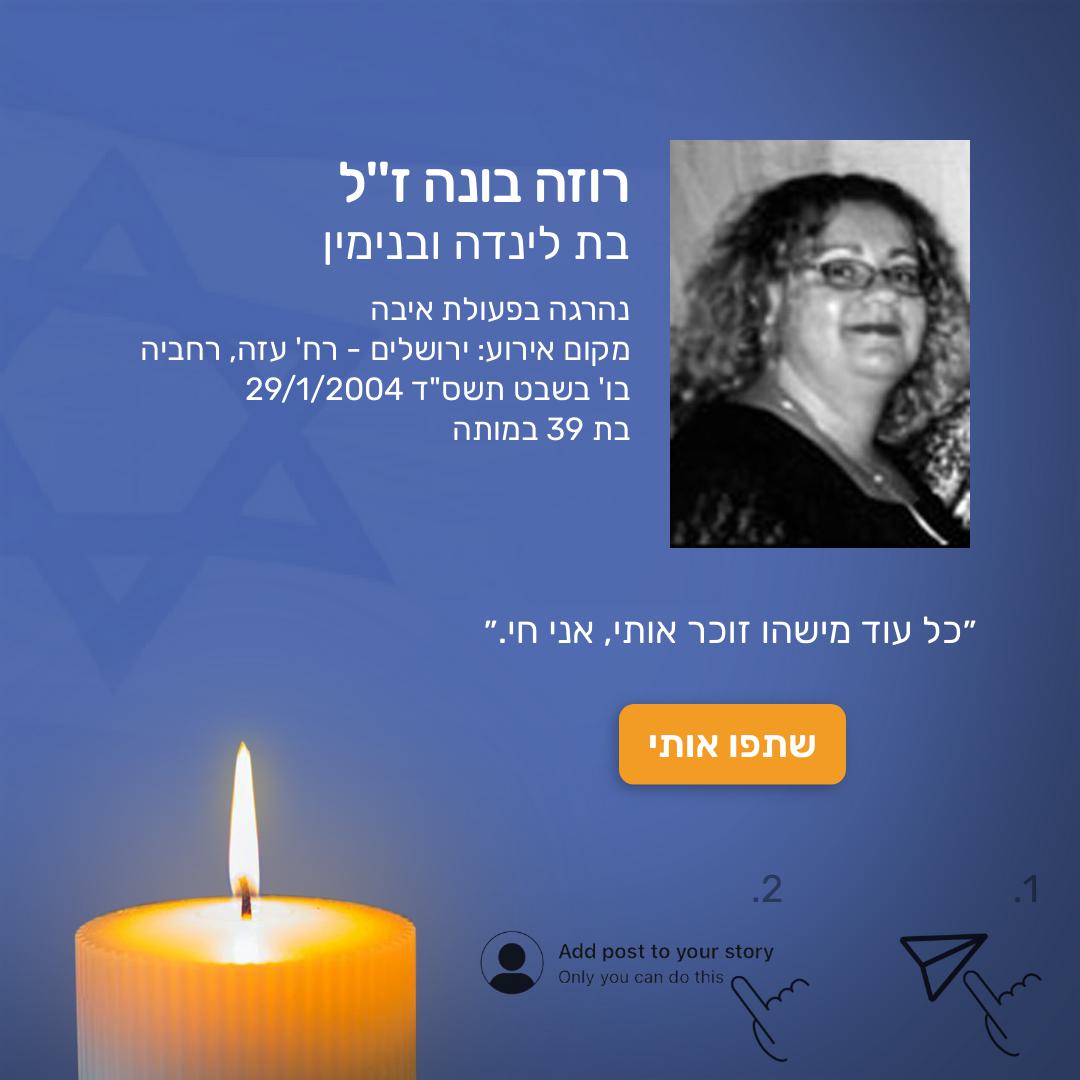 רוזה בונה ז"ל
בת לינדה ובנימין
נהרגה בפעולת איבה
מקום אירוע: ירושלים - רח' עזה, רחביה
בו' בשבט תשס"ד 29/1/2004
בת 39 במותה
״כל עוד מישהו זוכר אותי, אני חי.״
שתפו אותי
1.
2.
Add post to your story
Only you can do this